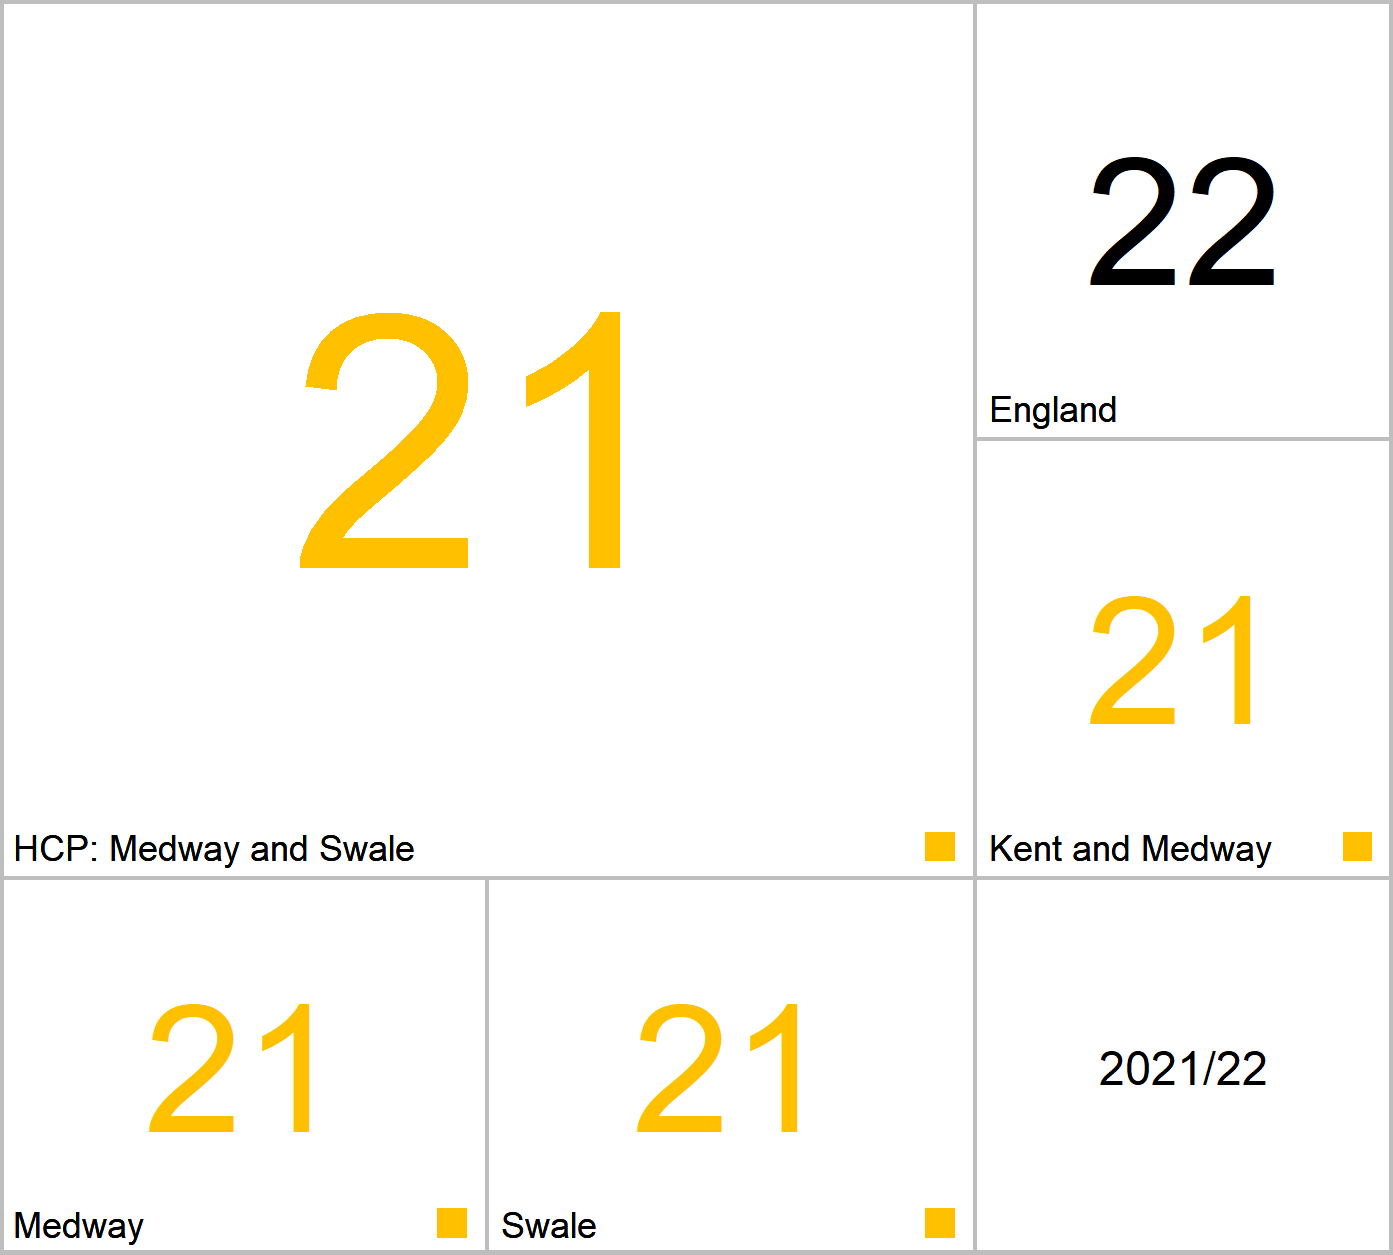 21
HCP: Medway and Swale
22
England
21
Kent and Medway
21
Medway
21
Swale
2021/22